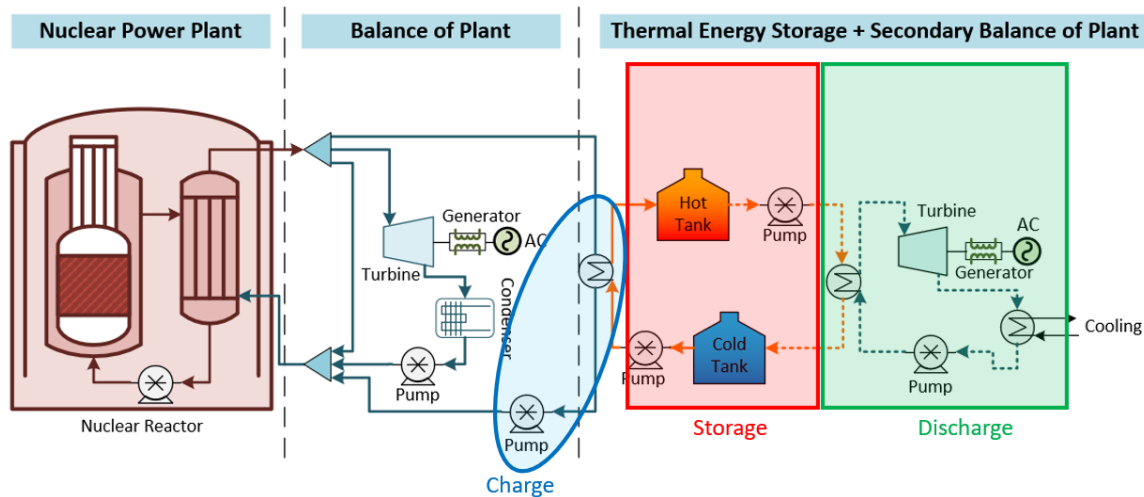 Nuclear Power Plant
Balance of Plant
Thermal Energy Storage + Secondary Balance of Plant
Generator
AC
Turbine
Condenser
Pump
Pump
Nuclear Reactor
Charge
Hot
Tank
Pump
Cold
Tank
Pump
Storage
Turbine
AC
Generator
Cooling
Pump
Discharge